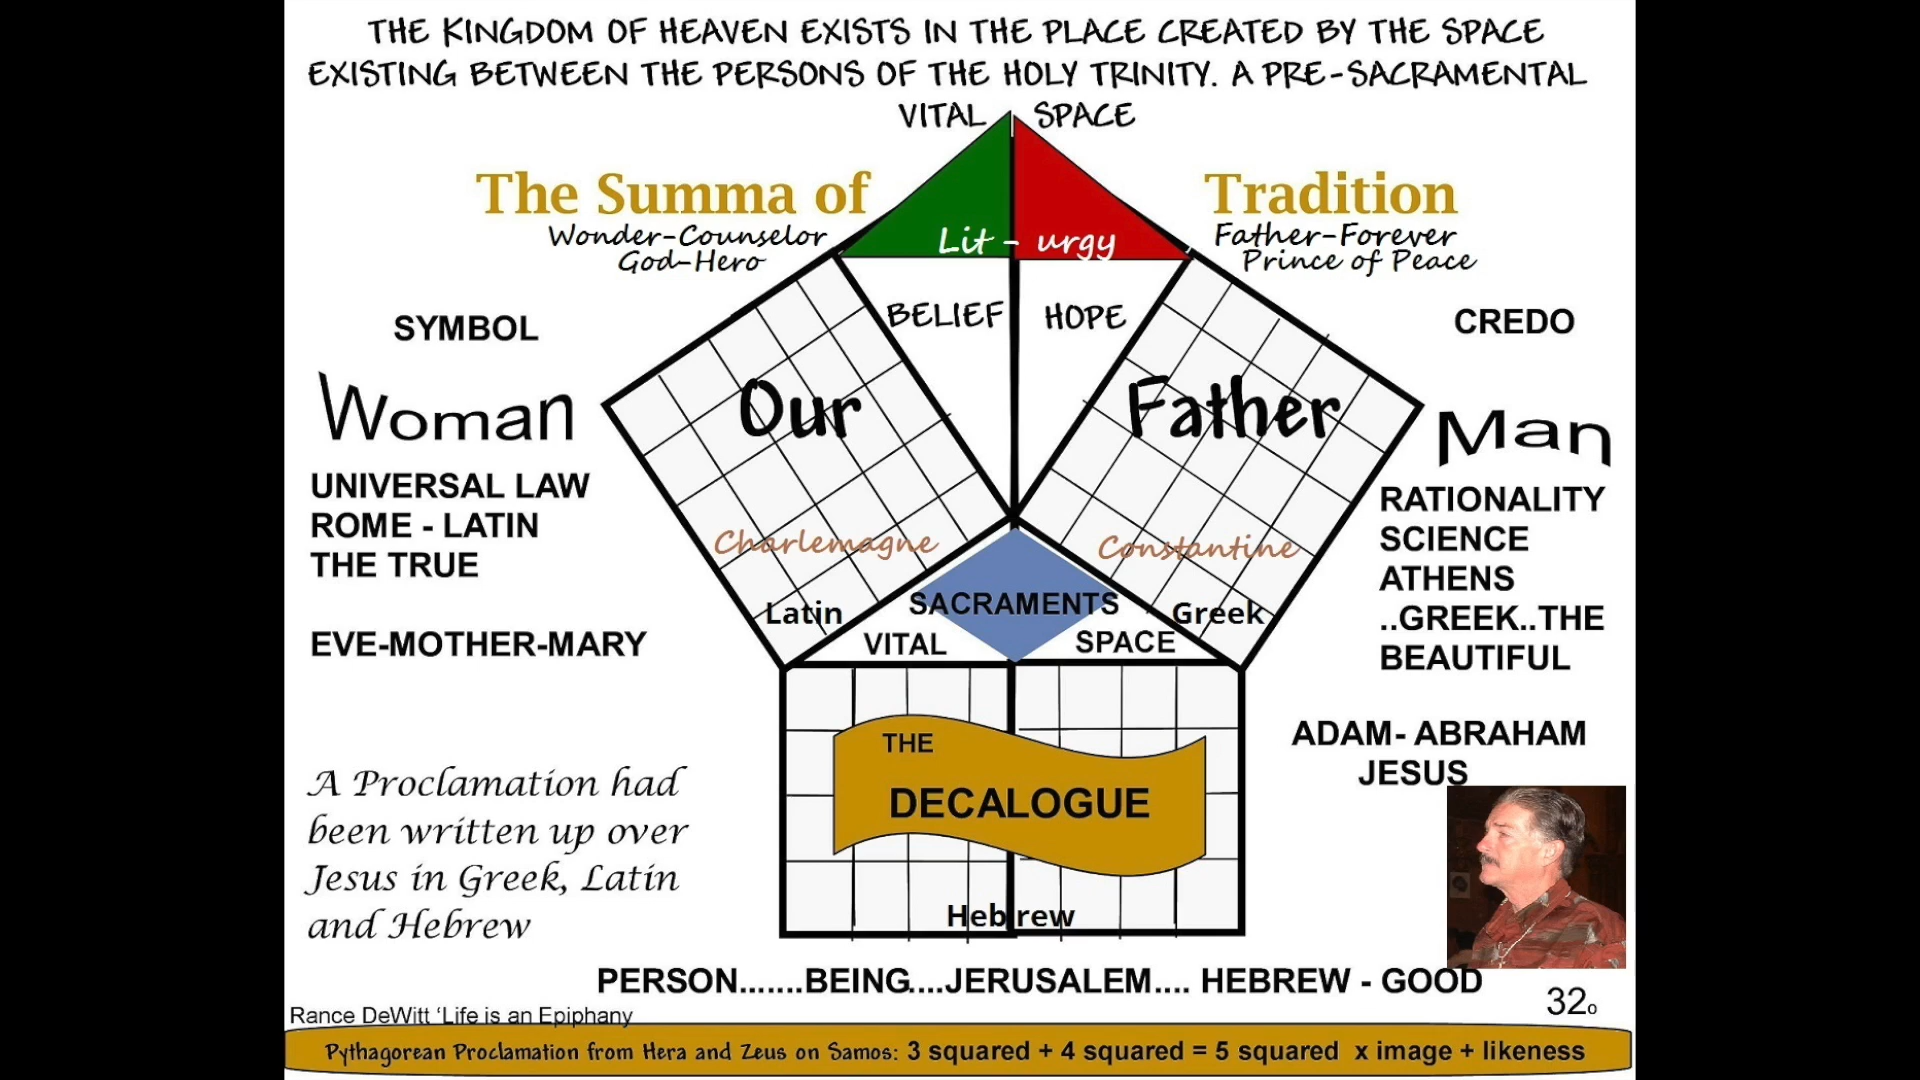 THE KINGDOM OF HEAVEN EXISTS IN THE PLACE CREATED BY THE SPACE
EXISTING BETWEEN THE PERSONS OF THE HOLY TRINITY. A PRE-SACRAMENTAL
VITAL SPACE
The Summa of Tradition
Wonder-Counselor
God-Hero
Father-Forever
Prince of Peace
Lit - urgy
BELIEF HOPE
SYMBOL
CREDO
Woman
Our Father
Man
UNIVERSAL LAW
ROME - LATIN
THE TRUE
EVE-MOTHER-MARY
RATIONALITY
SCIENCE
ATHENS
..GREEK..THE
BEAUTIFUL
Charlemagne
Constantine
Latin
SACRAMENTS
Greek
VITAL SPACE
ADAM- ABRAHAM
JESUS
THE
DECALOGUE
Hebrew
A Proclamation had
been written up over
Jesus in Greek, Latin
and Hebrew
PERSON.......BEING....JERUSALEM.... HEBREW - GOOD
32o
Rance DeWitt ‘Life is an Epiphany
Pythagorean Proclamation from Hera and Zeus on Samos: 3 squared + 4 squared = 5 squared x image + likeness